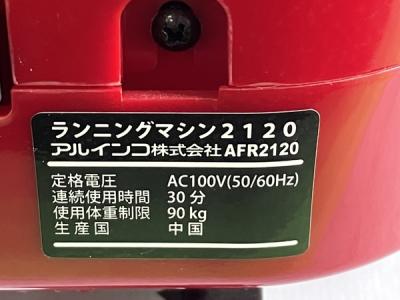 ランニングマシン2120
アルインコ株式会社 AFR2120
定格電圧 AC100V(50/60Hz)
連続使用時間 30分
使用体重制限 90kg
生産国 中国